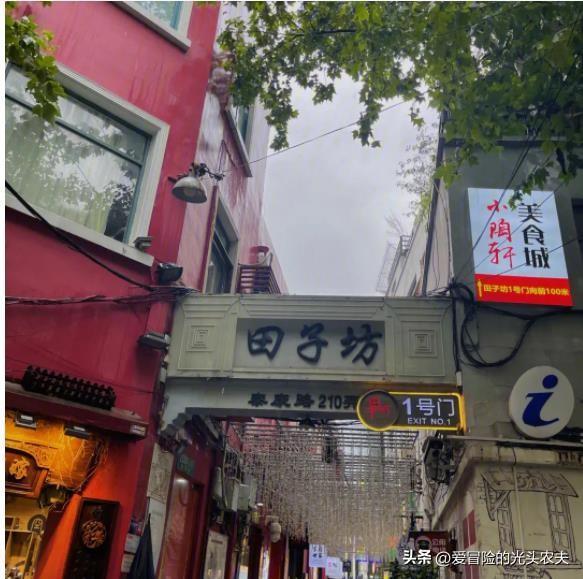 小陶轩
美食城
田子坊1号门向前100米
田子坊
泰康路 210弄
1号门
EXIT NO.1
i
头条 @爱冒险的光头农夫